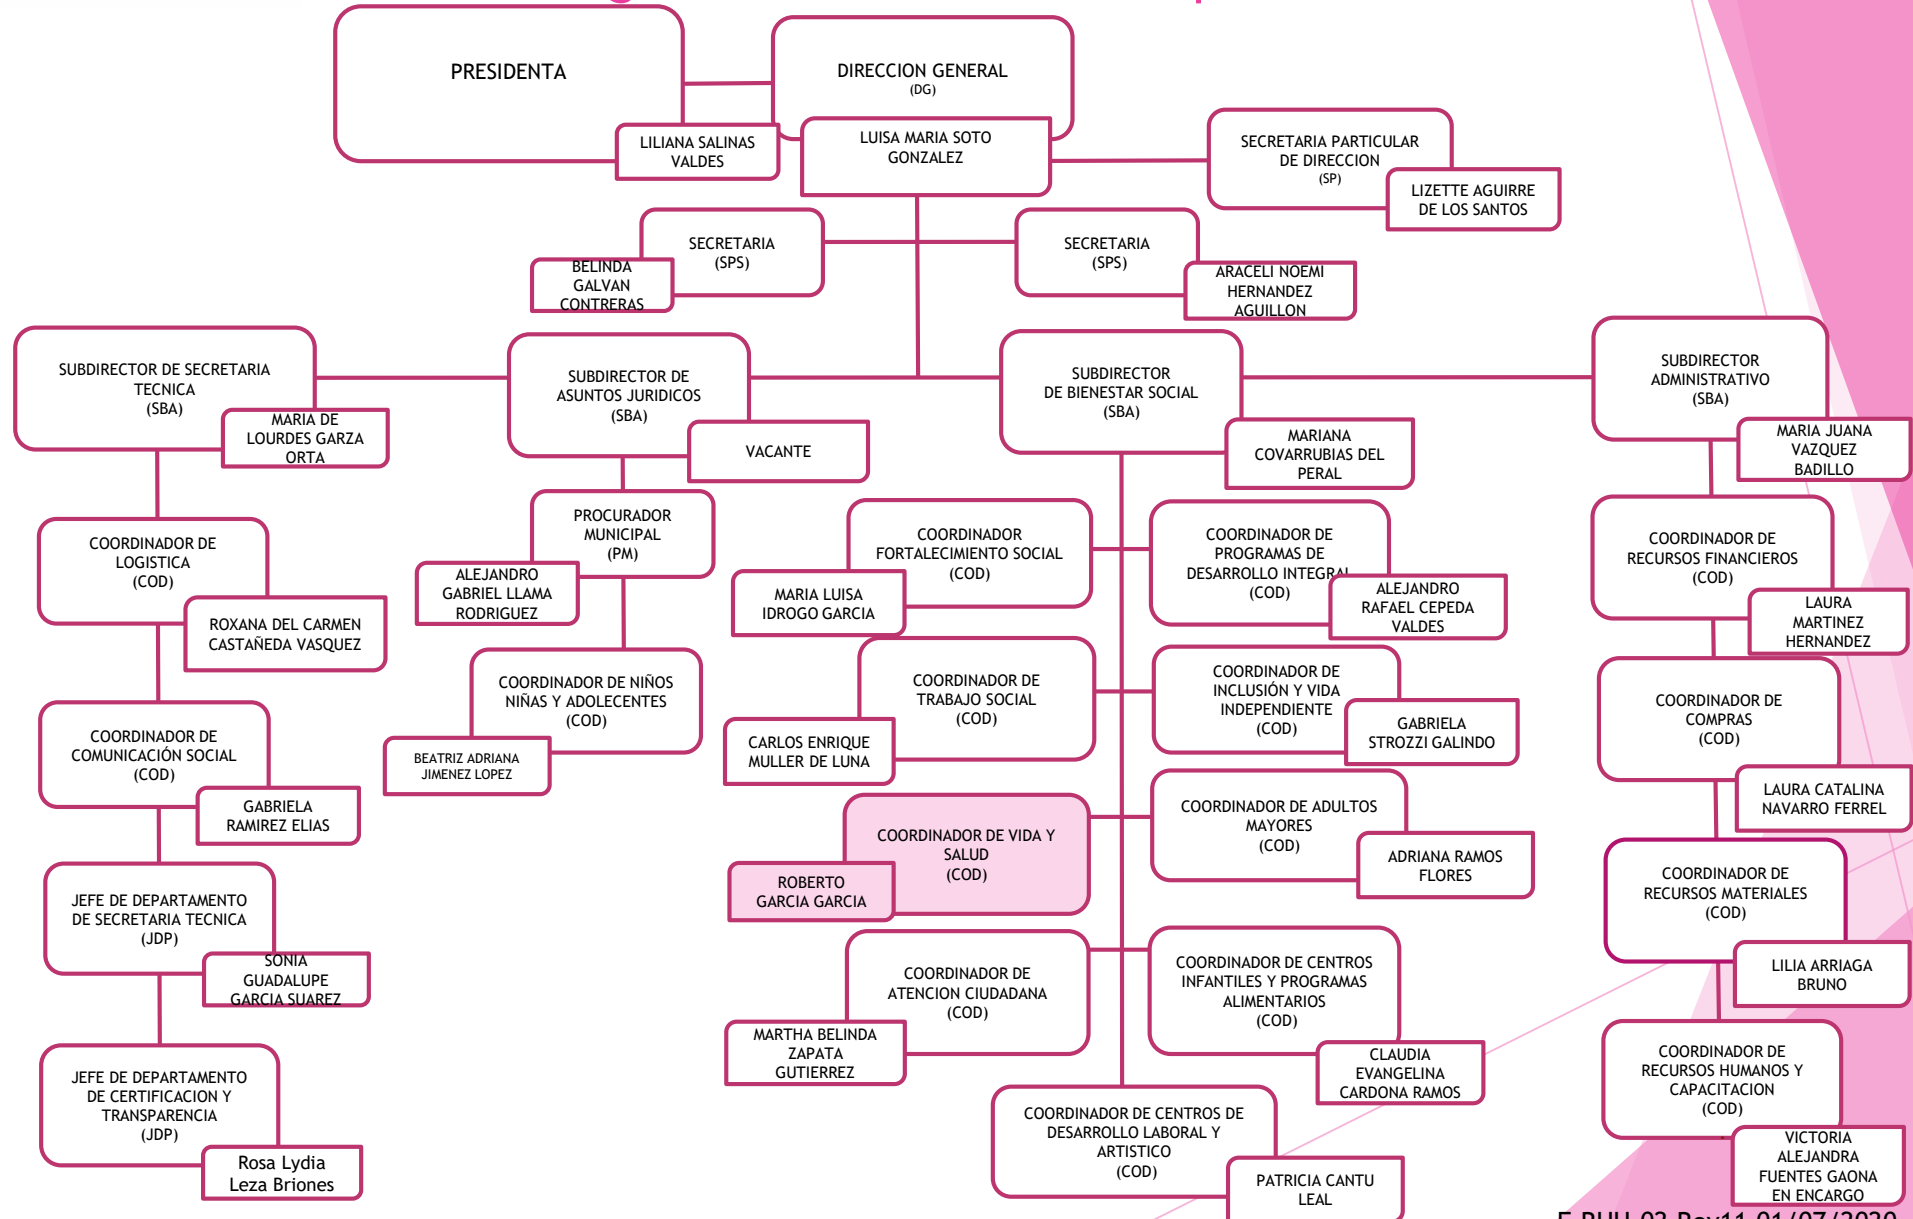 PRESIDENTA
LILIANA SALINAS
VALDES
DIRECCION GENERAL
(DG)
LUISA MARIA SOTO
GONZALEZ
SECRETARIA PARTICULAR
DE DIRECCION
(SP)
LIZETTE AGUIRRE
DE LOS SANTOS
SECRETARIA
(SPS)
BELINDA
GALVAN
CONTRERAS
SECRETARIA
(SPS)
ARACELI NOEMI
HERNANDEZ
AGUILLON
SUBDIRECTOR DE SECRETARIA
TECNICA
(SBA)
MARIA DE
LOURDES GARZA
ORTA
SUBDIRECTOR DE
ASUNTOS JURIDICOS
(SBA)
VACANTE
SUBDIRECTOR
DE BIENESTAR SOCIAL
(SBA)
MARIANA
COVARRUBIAS DEL
PERAL
SUBDIRECTOR
ADMINISTRATIVO
(SBA)
MARIA JUANA
VAZQUEZ
BADILLO
COORDINADOR DE
LOGISTICA
(COD)
ROXANA DEL CARMEN
CASTAÑEDA VASQUEZ
COORDINADOR DE
COMUNICACIÓN SOCIAL
(COD)
GABRIELA
RAMIREZ ELIAS
JEFE DE DEPARTAMENTO
DE SECRETARIA TECNICA
(JDP)
SONIA
GUADALUPE
GARCIA SUAREZ
JEFE DE DEPARTAMENTO
DE CERTIFICACION Y
TRANSPARENCIA
(JDP)
Rosa Lydia
Leza Briones
PROCURADOR
MUNICIPAL
(PM)
ALEJANDRO
GABRIEL LLAMA
RODRIGUEZ
COORDINADOR DE NIÑOS
NIÑAS Y ADOLECENTES
(COD)
BEATRIZ ADRIANA
JIMENEZ LOPEZ
COORDINADOR
FORTALECIMIENTO SOCIAL
(COD)
MARIA LUISA
IDROGO GARCIA
COORDINADOR DE
PROGRAMAS DE
DESARROLLO INTEGRAL
(COD)
ALEJANDRO
RAFAEL CEPEDA
VALDES
COORDINADOR DE
TRABAJO SOCIAL
(COD)
CARLOS ENRIQUE
MULLER DE LUNA
COORDINADOR DE
INCLUSIÓN Y VIDA
INDEPENDIENTE
(COD)
GABRIELA
STROZZI GALINDO
COORDINADOR DE VIDA Y
SALUD
(COD)
ROBERTO
GARCIA GARCIA
COORDINADOR DE ADULTOS
MAYORES
(COD)
ADRIANA RAMOS
FLORES
COORDINADOR DE
ATENCION CIUDADANA
(COD)
MARTHA BELINDA
ZAPATA
GUTIERREZ
COORDINADOR DE CENTROS
INFANTILES Y PROGRAMAS
ALIMENTARIOS
(COD)
CLAUDIA
EVANGELINA
CARDONA RAMOS
COORDINADOR DE CENTROS DE
DESARROLLO LABORAL Y
ARTISTICO
(COD)
PATRICIA CANTU
LEAL
COORDINADOR DE
RECURSOS FINANCIEROS
(COD)
LAURA
MARTINEZ
HERNANDEZ
COORDINADOR DE
COMPRAS
(COD)
LAURA CATALINA
NAVARRO FERREL
COORDINADOR DE
RECURSOS MATERIALES
(COD)
LILIA ARRIAGA
BRUNO
COORDINADOR DE
RECURSOS HUMANOS Y
CAPACITACION
(COD)
VICTORIA
ALEJANDRA
FUENTES GAONA
EN ENCARGO
F-RHU-02 Rev11 01/07/2020